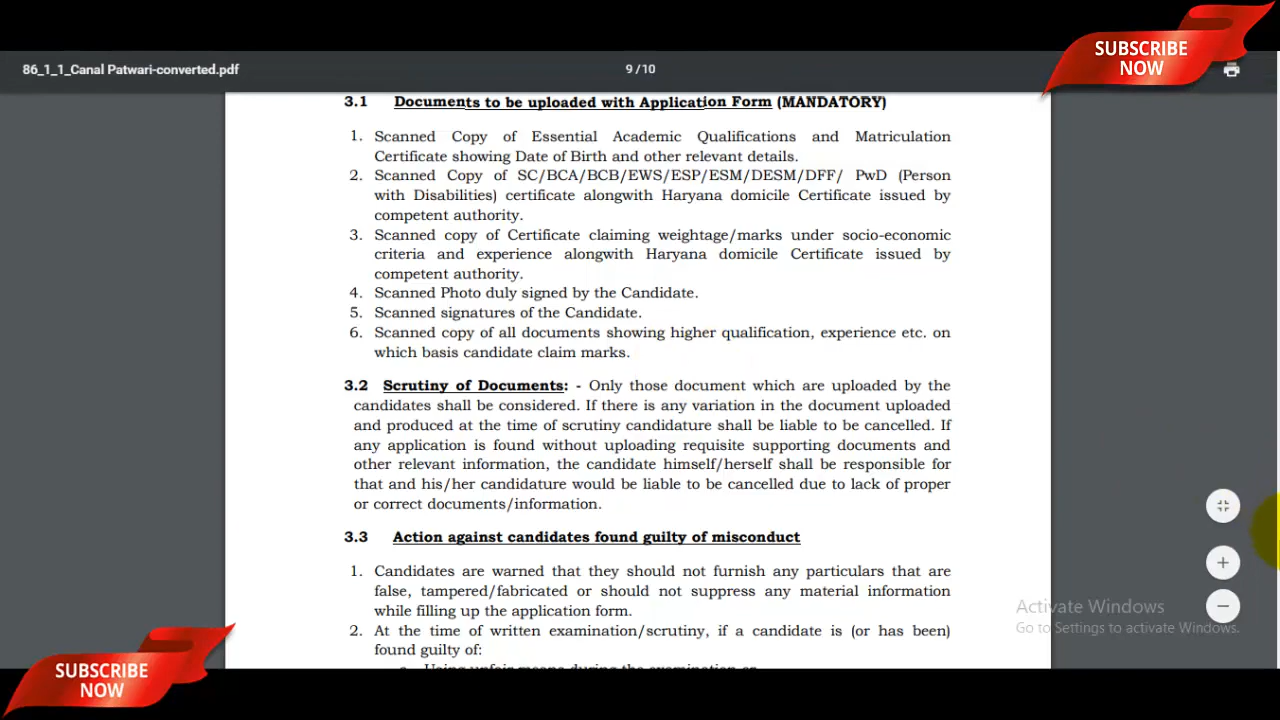 SUBSCRIBE
NOW
86_1_1_Canal Patwari-converted.pdf
9 / 10
3.1 Documents to be uploaded with Application Form (MANDATORY)
1. Scanned Copy of Essential Academic Qualifications and Matriculation
Certificate showing Date of Birth and other relevant details.
2. Scanned Copy of SC/BCA/BCB/EWS/ESP/ESM/DESM/DFF/ PwD (Person
with Disabilities) certificate alongwith Haryana domicile Certificate issued by
competent authority.
3. Scanned copy of Certificate claiming weightage/marks under socio-economic
criteria and experience alongwith Haryana domicile Certificate issued by
competent authority.
4. Scanned Photo duly signed by the Candidate.
5. Scanned signatures of the Candidate.
6. Scanned copy of all documents showing higher qualification, experience etc. on
which basis candidate claim marks.
3.2 Scrutiny of Documents: - Only those document which are uploaded by the
candidates shall be considered. If there is any variation in the document uploaded
and produced at the time of scrutiny candidature shall be liable to be cancelled. If
any application is found without uploading requisite supporting documents and
other relevant information, the candidate himself/herself shall be responsible for
that and his/her candidature would be liable to be cancelled due to lack of proper
or correct documents/information.
3.3 Action against candidates found guilty of misconduct
1. Candidates are warned that they should not furnish any particulars that are
false, tampered/fabricated or should not suppress any material information
while filling up the application form.
2. At the time of written examination/scrutiny, if a candidate is (or has been)
found guilty of:
Using unfair means during the examination or
Activate Windows
Go to Settings to activate Windows.
SUBSCRIBE
NOW